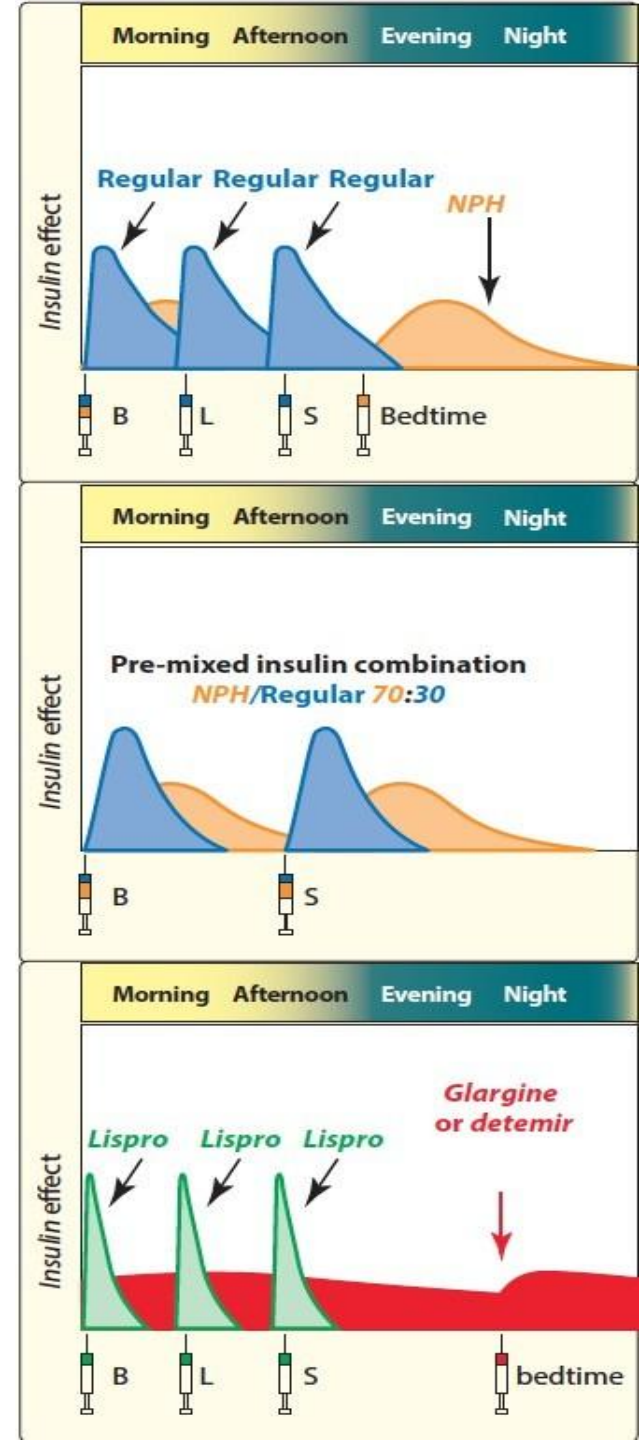 Morning Afternoon Evening Night
Regular Regular Regular
NPH
Insulin effect
B L S Bedtime
Morning Afternoon Evening Night
Pre-mixed insulin combination
NPH/Regular 70:30
Insulin effect
B S
Morning Afternoon Evening Night
Glargine
or detemir
Lispro Lispro Lispro
Insulin effect
B L S bedtime